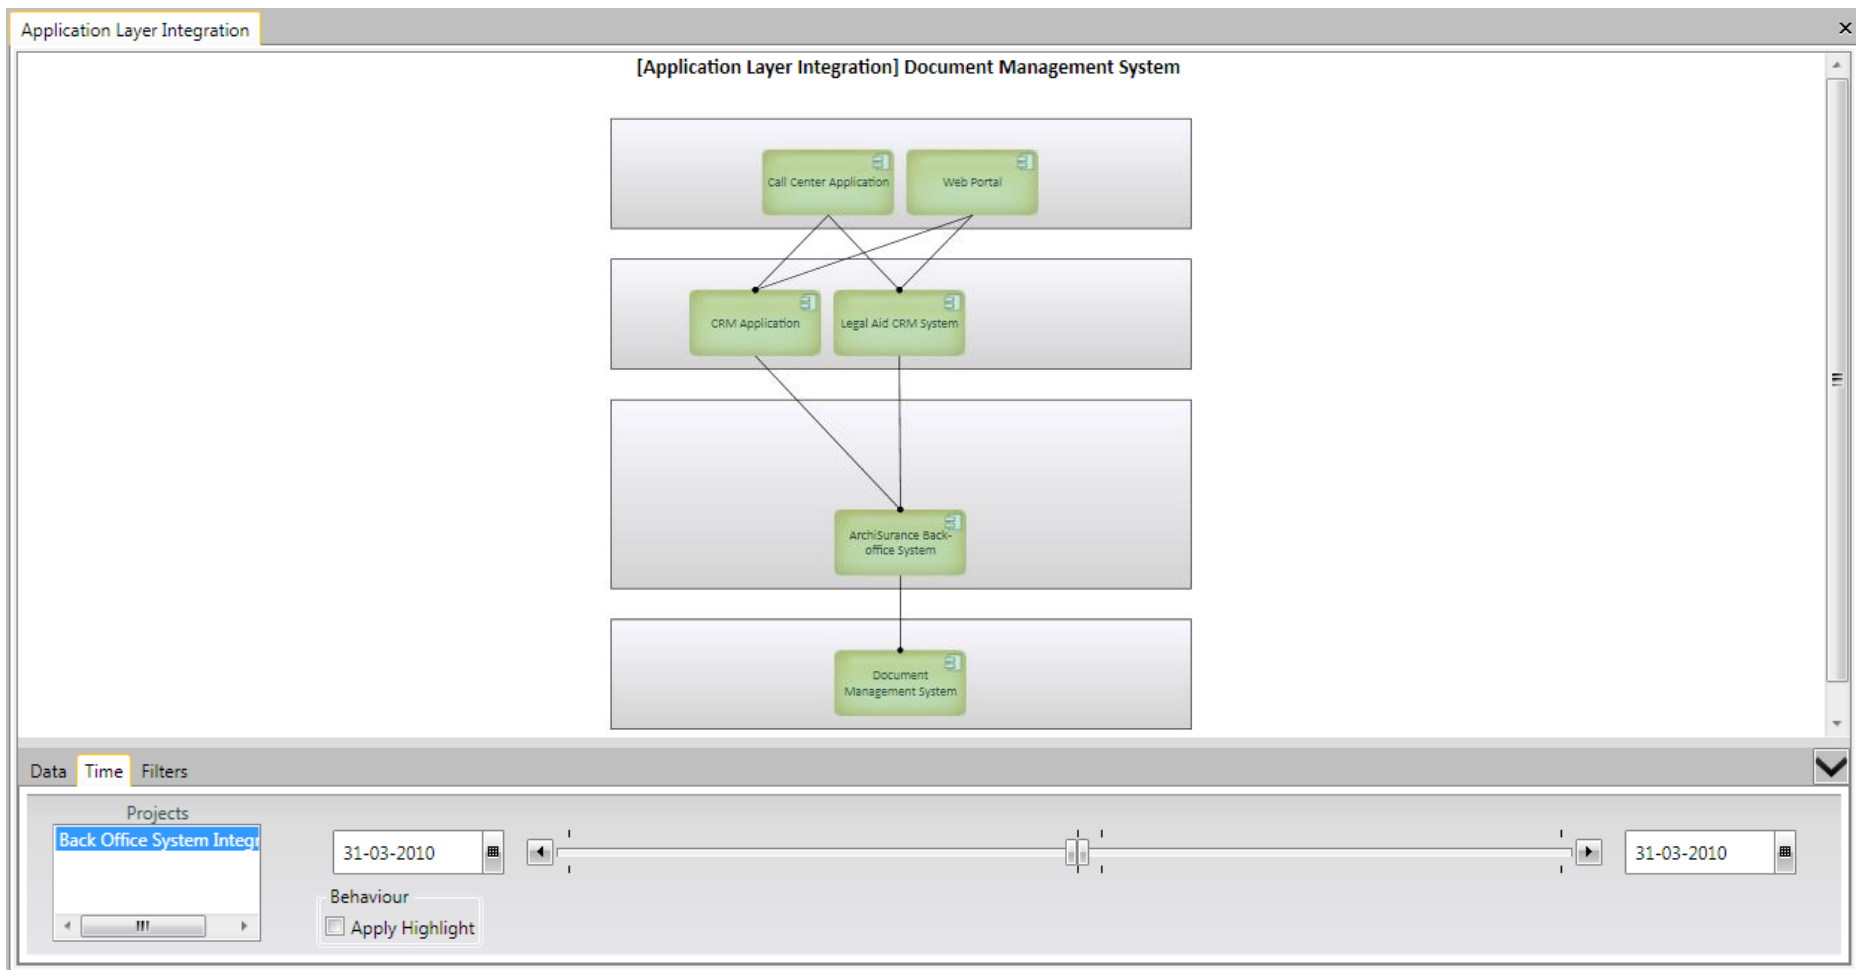 Application Layer Integration
[Application Layer Integration] Document Management System
Call Center Application
Web Portal
CRM Application
Legal Aid CRM System
ArchiSurance Back-
office System
Document
Management System
Data Time Filters
Projects
Back Office System Integr
31-03-2010
31-03-2010
Behaviour
Apply Highlight